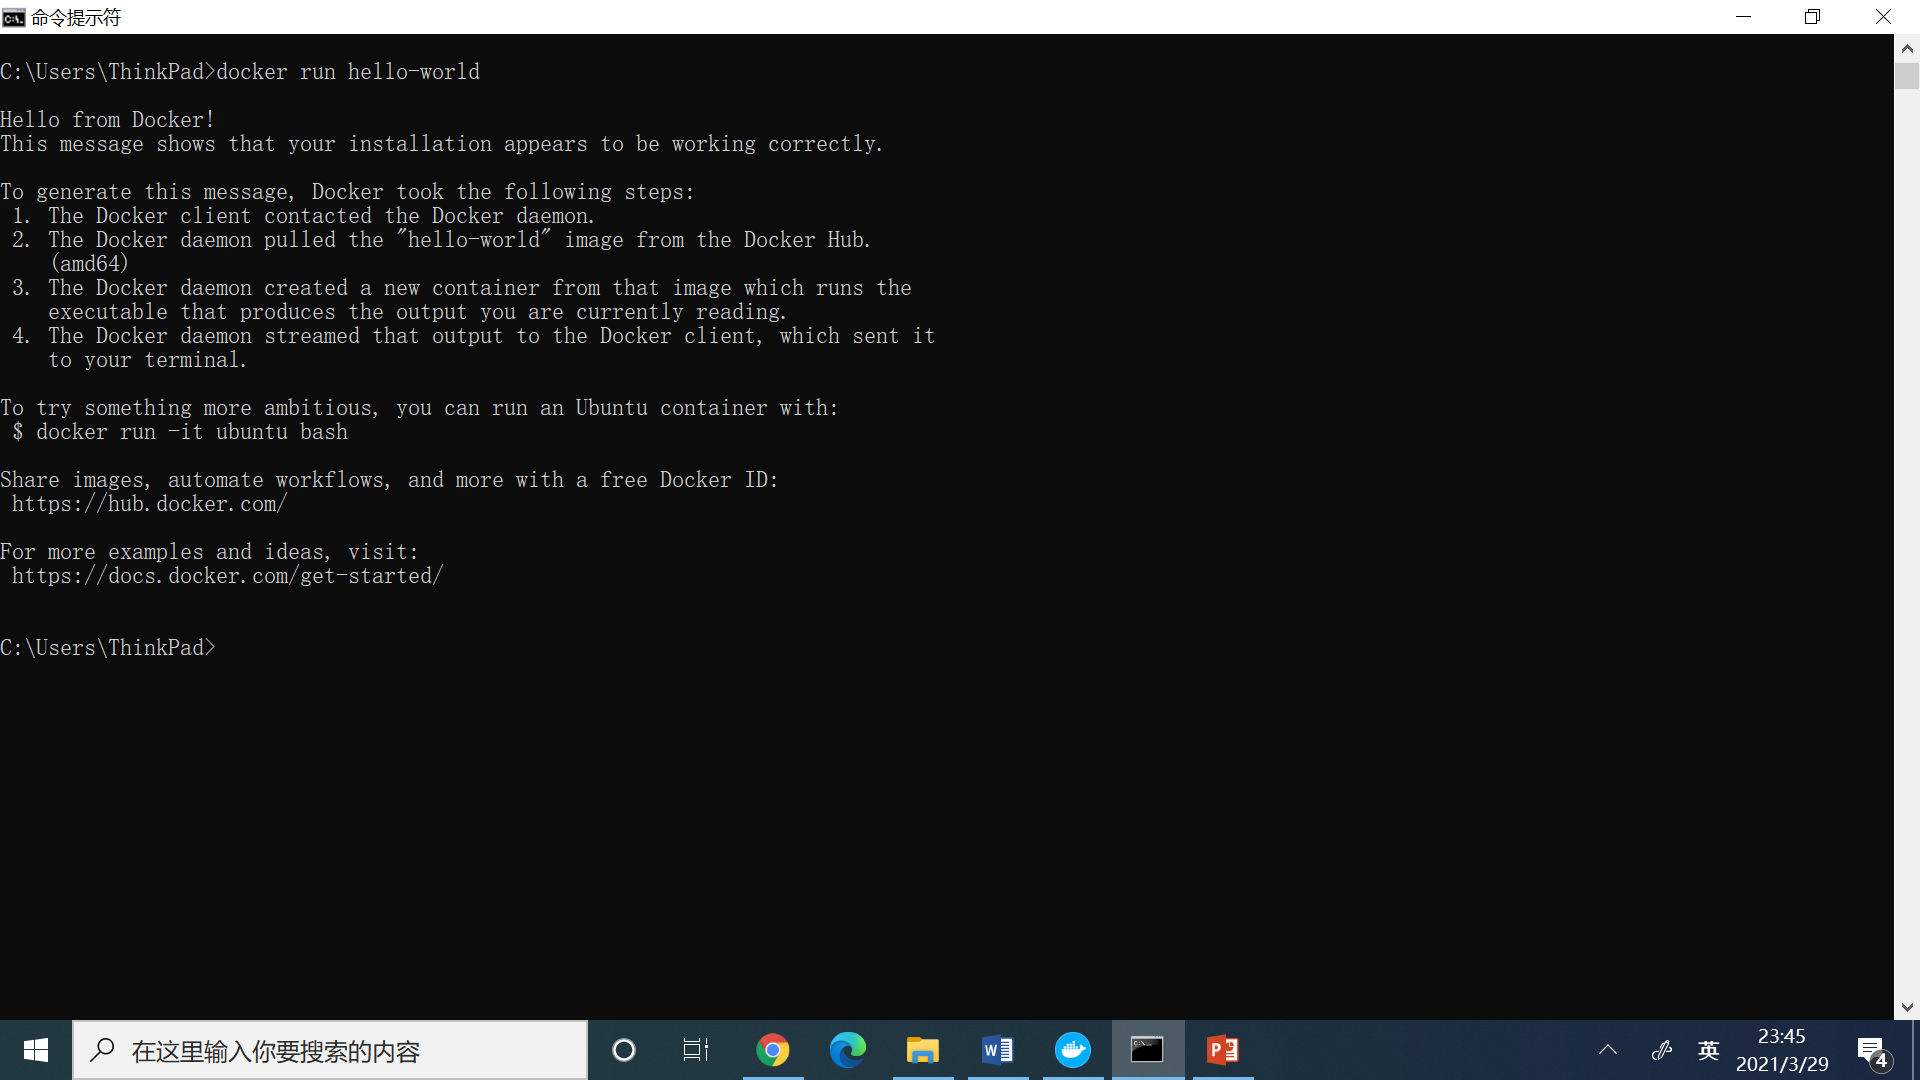 命令提示符
C:\Users\ThinkPad>docker run hello-world
Hello from Docker!
This message shows that your installation appears to be working correctly.
To generate this message, Docker took the following steps:
 1. The Docker client contacted the Docker daemon.
 2. The Docker daemon pulled the "hello-world" image from the Docker Hub.
    (amd64)
 3. The Docker daemon created a new container from that image which runs the
    executable that produces the output you are currently reading.
 4. The Docker daemon streamed that output to the Docker client, which sent it
    to your terminal.
To try something more ambitious, you can run an Ubuntu container with:
 $ docker run -it ubuntu bash
Share images, automate workflows, and more with a free Docker ID:
 https://hub.docker.com/
For more examples and ideas, visit:
 https://docs.docker.com/get-started/
C:\Users\ThinkPad>
在这里输入你要搜索的内容
英
23:45
2021/3/29
4